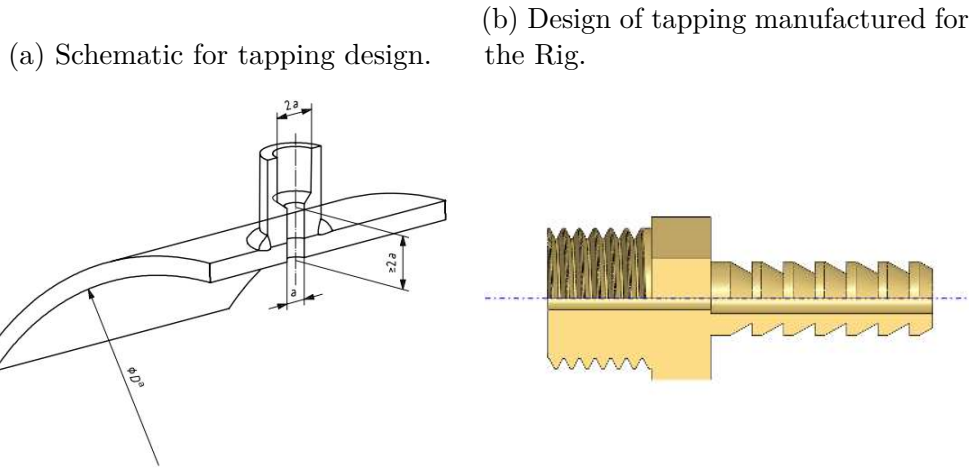 (a) Schematic for tapping design.
(b) Design of tapping manufactured for
the Rig.
2a
≥2a
a
ϕDᵃ